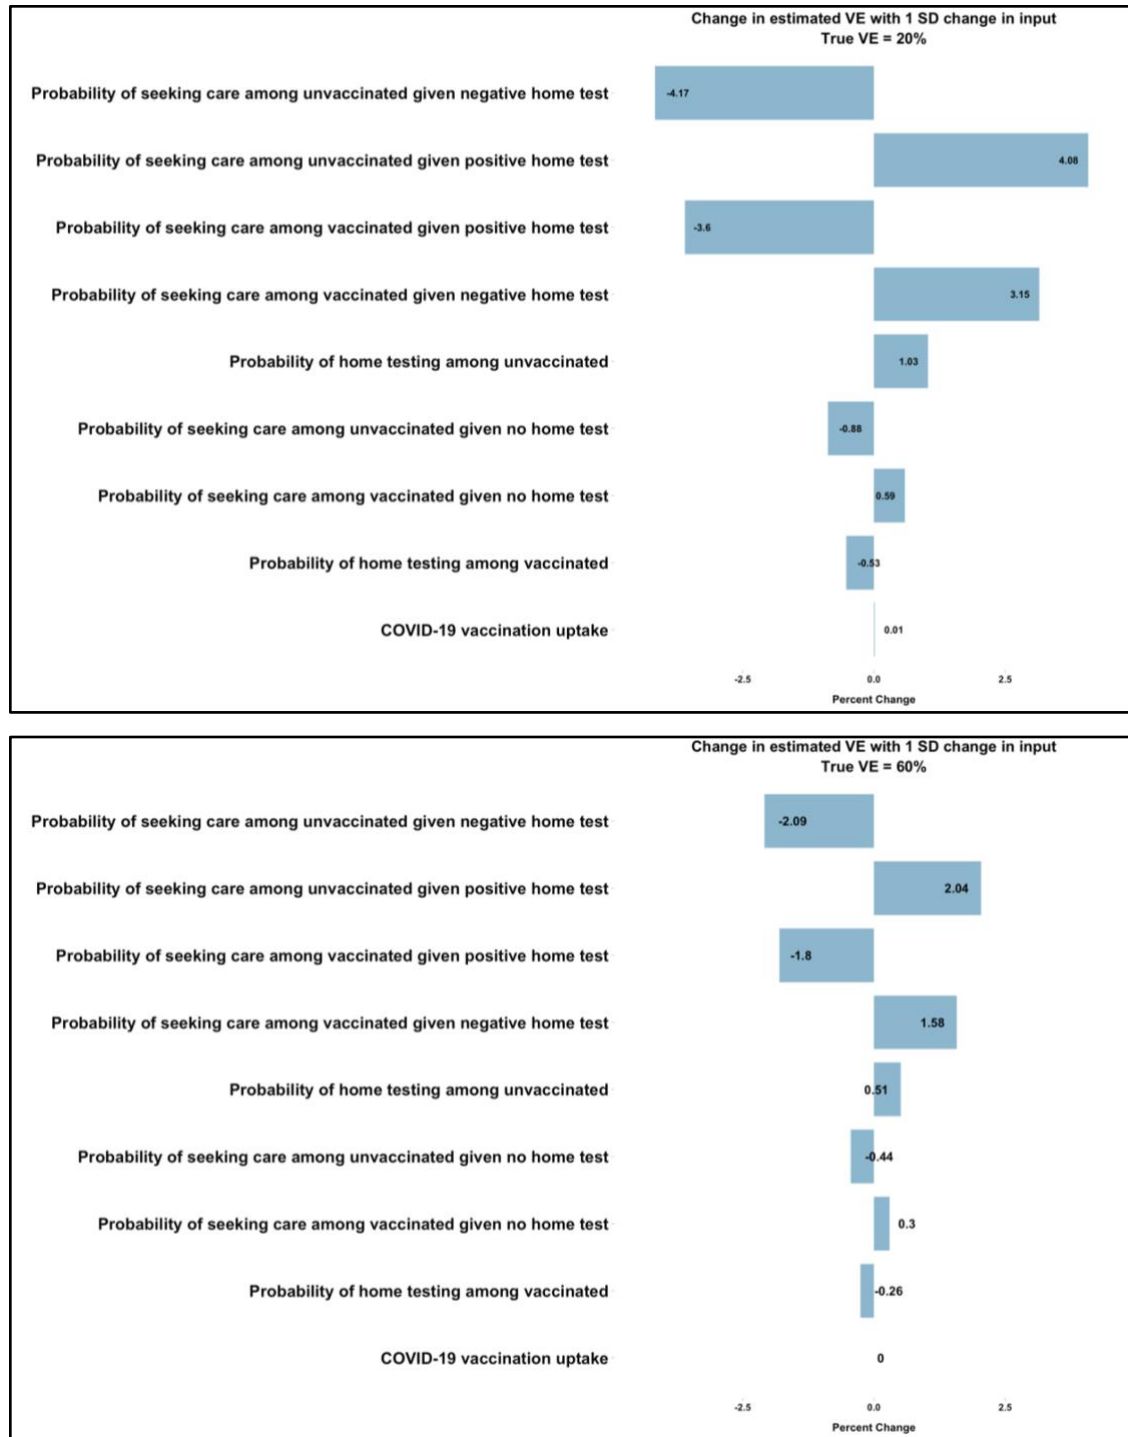 Change in estimated VE with 1 SD change in input
True VE = 20%
Probability of seeking care among unvaccinated given negative home test
-4.17
Probability of seeking care among unvaccinated given positive home test
4.08
Probability of seeking care among vaccinated given positive home test
-3.6
Probability of seeking care among vaccinated given negative home test
3.15
Probability of home testing among unvaccinated
1.03
Probability of seeking care among unvaccinated given no home test
-0.88
Probability of seeking care among vaccinated given no home test
0.59
Probability of home testing among vaccinated
-0.53
COVID-19 vaccination uptake
0.01
-2.5 0.0 2.5
Percent Change
Change in estimated VE with 1 SD change in input
True VE = 60%
Probability of seeking care among unvaccinated given negative home test
-2.09
Probability of seeking care among unvaccinated given positive home test
2.04
Probability of seeking care among vaccinated given positive home test
-1.8
Probability of seeking care among vaccinated given negative home test
1.58
Probability of home testing among unvaccinated
0.51
Probability of seeking care among unvaccinated given no home test
-0.44
Probability of seeking care among vaccinated given no home test
0.3
Probability of home testing among vaccinated
-0.26
COVID-19 vaccination uptake
0
-2.5 0.0 2.5
Percent Change